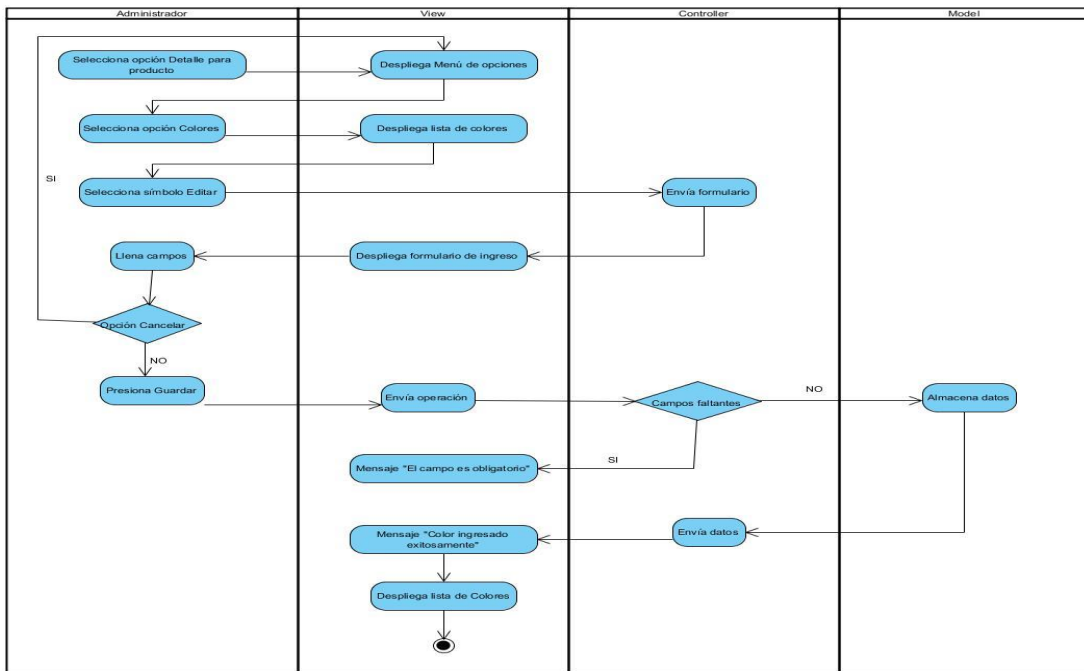 Administrador
View
Controller
Model
Selecciona opción Detalle para
producto
Despliega Menú de opciones
Selecciona opción Colores
Despliega lista de colores
SI
Selecciona símbolo Editar
Envía formulario
Llena campos
Despliega formulario de ingreso
Opción Cancelar
NO
Presiona Guardar
Envía operación
Campos faltantes
NO
Almacena datos
Mensaje "El campo es obligatorio"
SI
Mensaje "Color ingresado
exitosamente"
Envía datos
Despliega lista de Colores